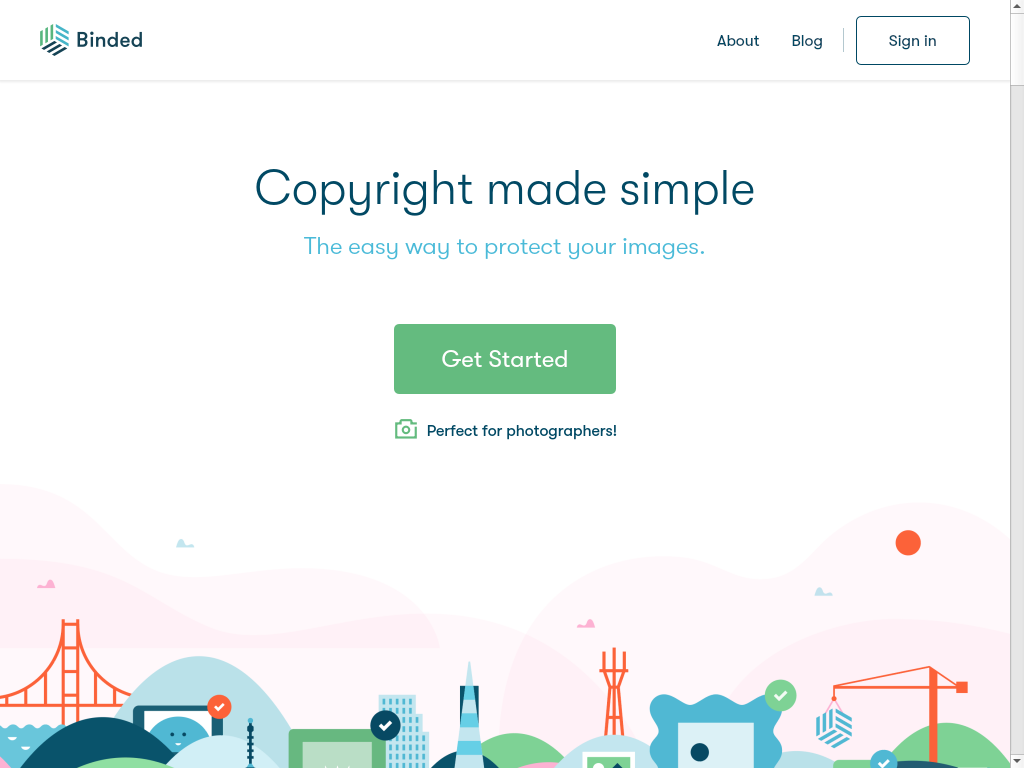 Binded
About
Blog
Sign in
Copyright made simple
The easy way to protect your images.
Get Started
Perfect for photographers!